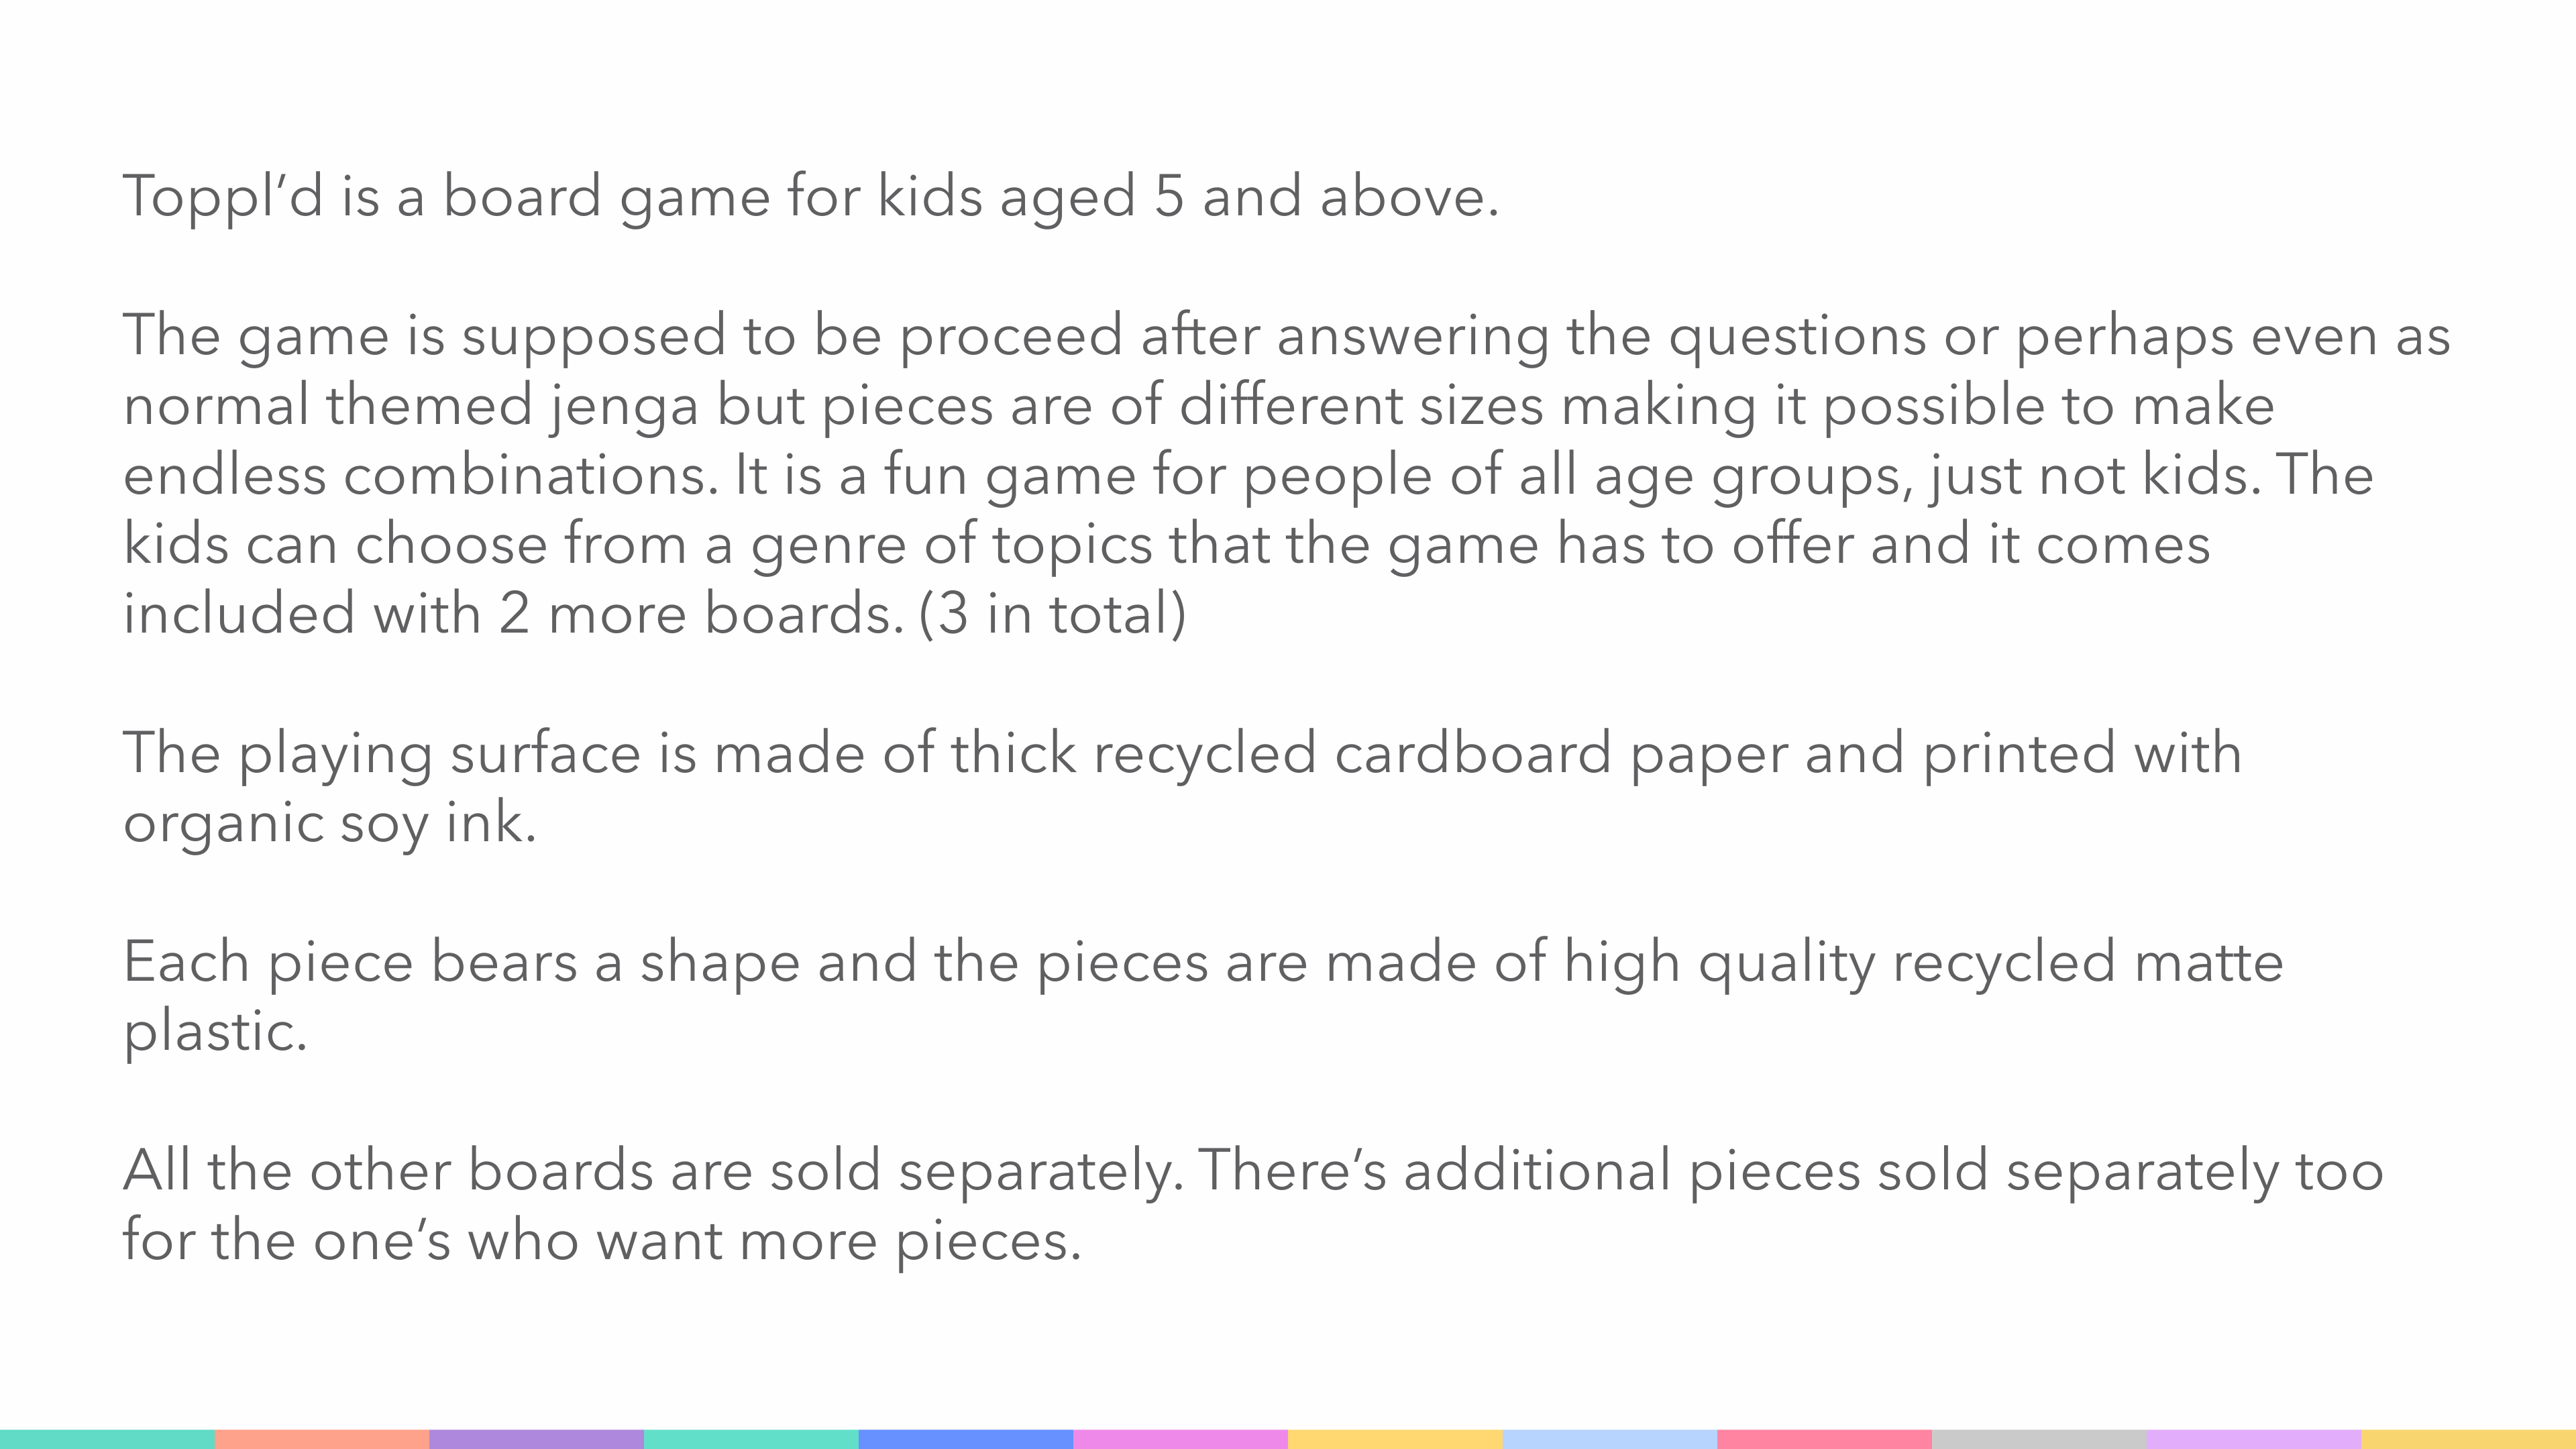 Toppl’d is a board game for kids aged 5 and above.
The game is supposed to be proceed after answering the questions or perhaps even as
normal themed jenga but pieces are of different sizes making it possible to make
endless combinations. It is a fun game for people of all age groups, just not kids. The
kids can choose from a genre of topics that the game has to offer and it comes
included with 2 more boards. (3 in total)
The playing surface is made of thick recycled cardboard paper and printed with
organic soy ink.
Each piece bears a shape and the pieces are made of high quality recycled matte
plastic.
All the other boards are sold separately. There’s additional pieces sold separately too
for the one’s who want more pieces.